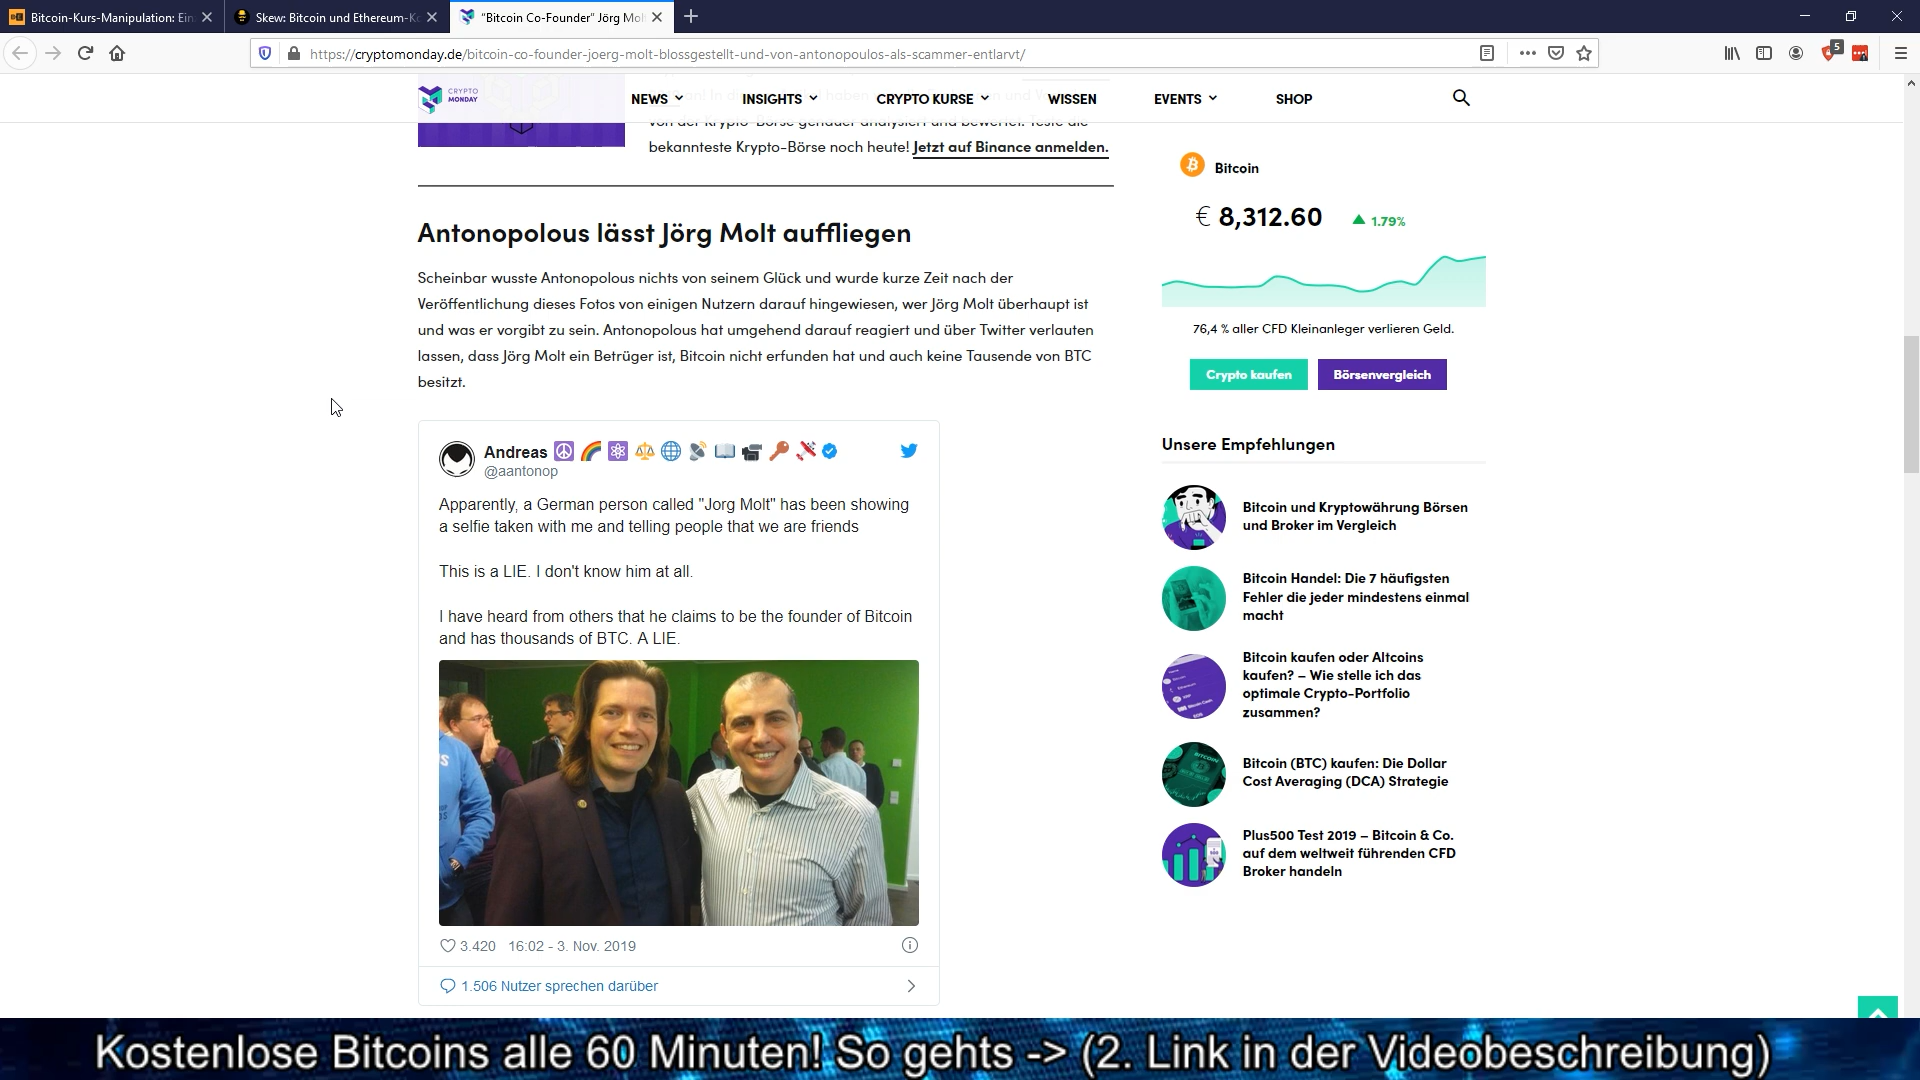 Bitcoin-Kurs-Manipulation: Ein
Skew: Bitcoin und Ethereum-K
"Bitcoin Co-Founder" Jörg Mol
https://cryptomonday.de/bitcoin-co-founder-joerg-molt-blossgestellt-und-von-antonopoulos-als-scammer-entlarvt/
5
CRYPTO
MONDAY
NEWS
INSIGHTS
CRYPTO KURSE
WISSEN
EVENTS
SHOP
von der Krypto-Börse genauer analysiert und bewertet. Teste die
bekannteste Krypto-Börse noch heute! Jetzt auf Binance anmelden.
Antonopolous lässt Jörg Molt auffliegen
Scheinbar wusste Antonopolous nichts von seinem Glück und wurde kurze Zeit nach der
Veröffentlichung dieses Fotos von einigen Nutzern darauf hingewiesen, wer Jörg Molt überhaupt ist
und was er vorgibt zu sein. Antonopolous hat umgehend darauf reagiert und über Twitter verlauten
lassen, dass Jörg Molt ein Betrüger ist, Bitcoin nicht erfunden hat und auch keine Tausende von BTC
besitzt.
Andreas
@aantonop
Apparently, a German person called "Jorg Molt" has been showing
a selfie taken with me and telling people that we are friends
This is a LIE. I don't know him at all.
I have heard from others that he claims to be the founder of Bitcoin
and has thousands of BTC. A LIE.
3.420 16:02 - 3. Nov. 2019
1.506 Nutzer sprechen darüber
Bitcoin
€ 8,312.60
1.79%
76,4 % aller CFD Kleinanleger verlieren Geld.
Crypto kaufen
Börsenvergleich
Unsere Empfehlungen
Bitcoin und Kryptowährung Börsen
und Broker im Vergleich
Bitcoin Handel: Die 7 häufigsten
Fehler die jeder mindestens einmal
macht
Bitcoin kaufen oder Altcoins
kaufen? – Wie stelle ich das
optimale Crypto-Portfolio
zusammen?
Bitcoin (BTC) kaufen: Die Dollar
Cost Averaging (DCA) Strategie
Plus500 Test 2019 – Bitcoin & Co.
auf dem weltweit führenden CFD
Broker handeln
Kostenlose Bitcoins alle 60 Minuten! So gehts -> (2. Link in der Videobeschreibung)